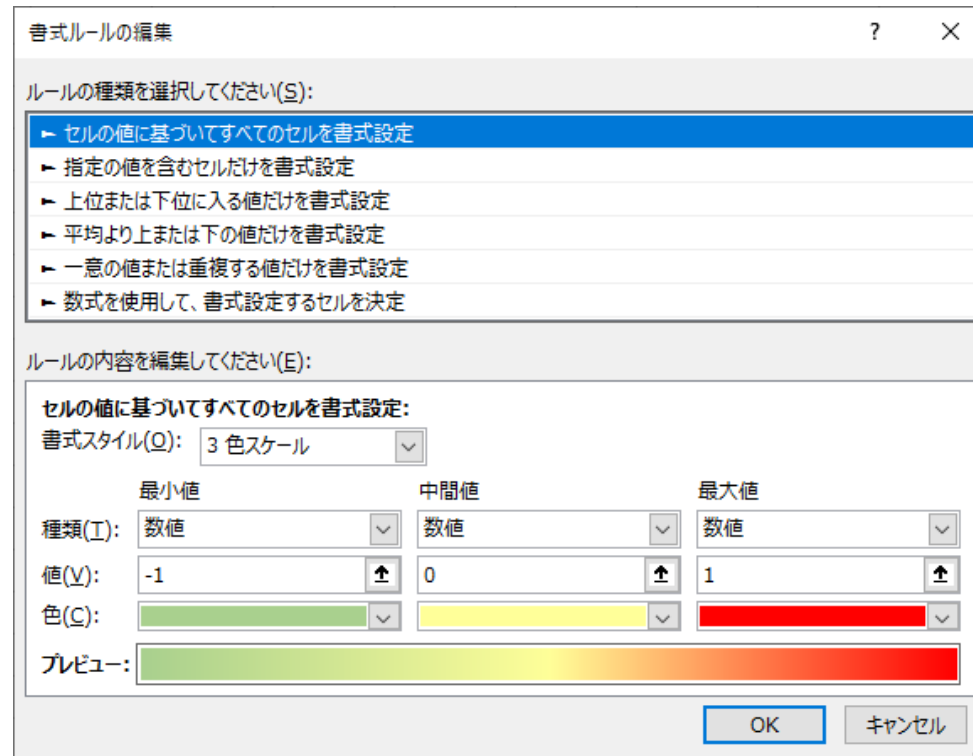 書式ルールの編集 ? ×
ルールの種類を選択してください(S):
► セルの値に基づいてすべてのセルを書式設定
► 指定の値を含むセルだけを書式設定
► 上位または下位に入る値だけを書式設定
► 平均より上または下の値だけを書式設定
► 一意の値または重複する値だけを書式設定
► 数式を使用して、書式設定するセルを決定
ルールの内容を編集してください(E):
セルの値に基づいてすべてのセルを書式設定:
書式スタイル(O): 3 色スケール
最小値 中間値 最大値
種類(T): 数値 数値 数値
値(V): -1 0 1
色(C):
プレビュー:
OK キャンセル